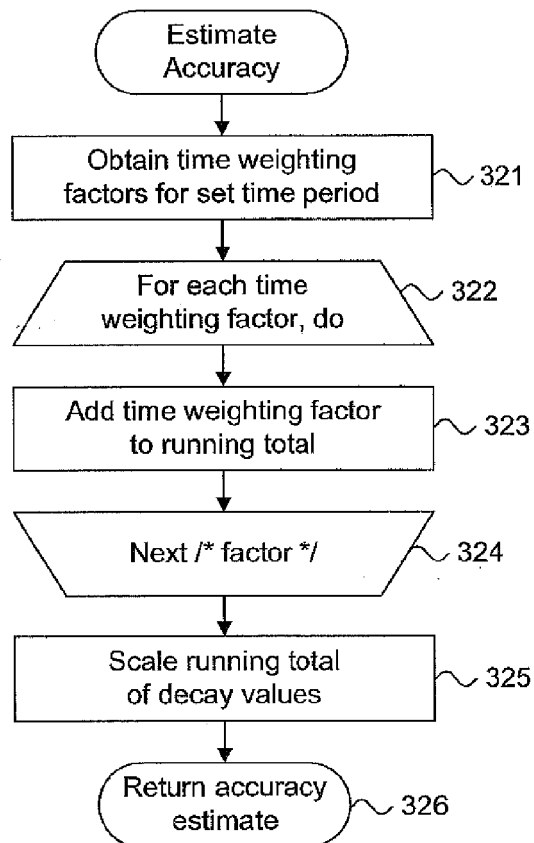 Estimate
Accuracy
Obtain time weighting
factors for set time period
321
For each time
weighting factor, do
322
Add time weighting factor
to running total
323
Next /* factor */
324
Scale running total
of decay values
325
Return accuracy
estimate
326